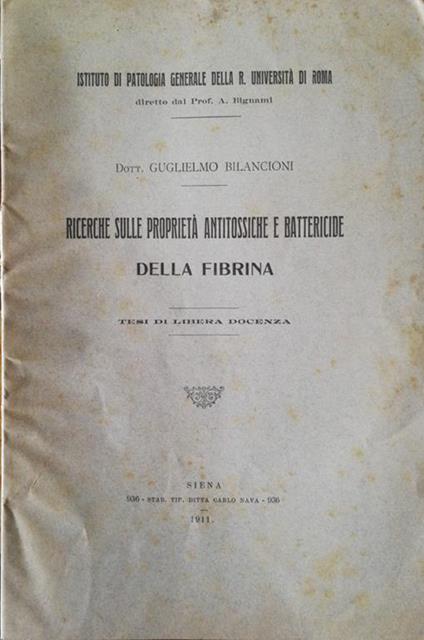 ISTITUTO DI PATOLOGIA GENERALE DELLA R. UNIVERSITÀ DI ROMA
diretto dal Prof. A. Bignami
DOTT. GUGLIELMO BILANCIONI
RICERCHE SULLE PROPRIETÀ ANTITOSSICHE E BATTERICIDE
DELLA FIBRINA
TESI DI LIBERA DOCENZA
SIENA
936 - STAB. TIP. DITTA CARLO NAVA - 936
1911.